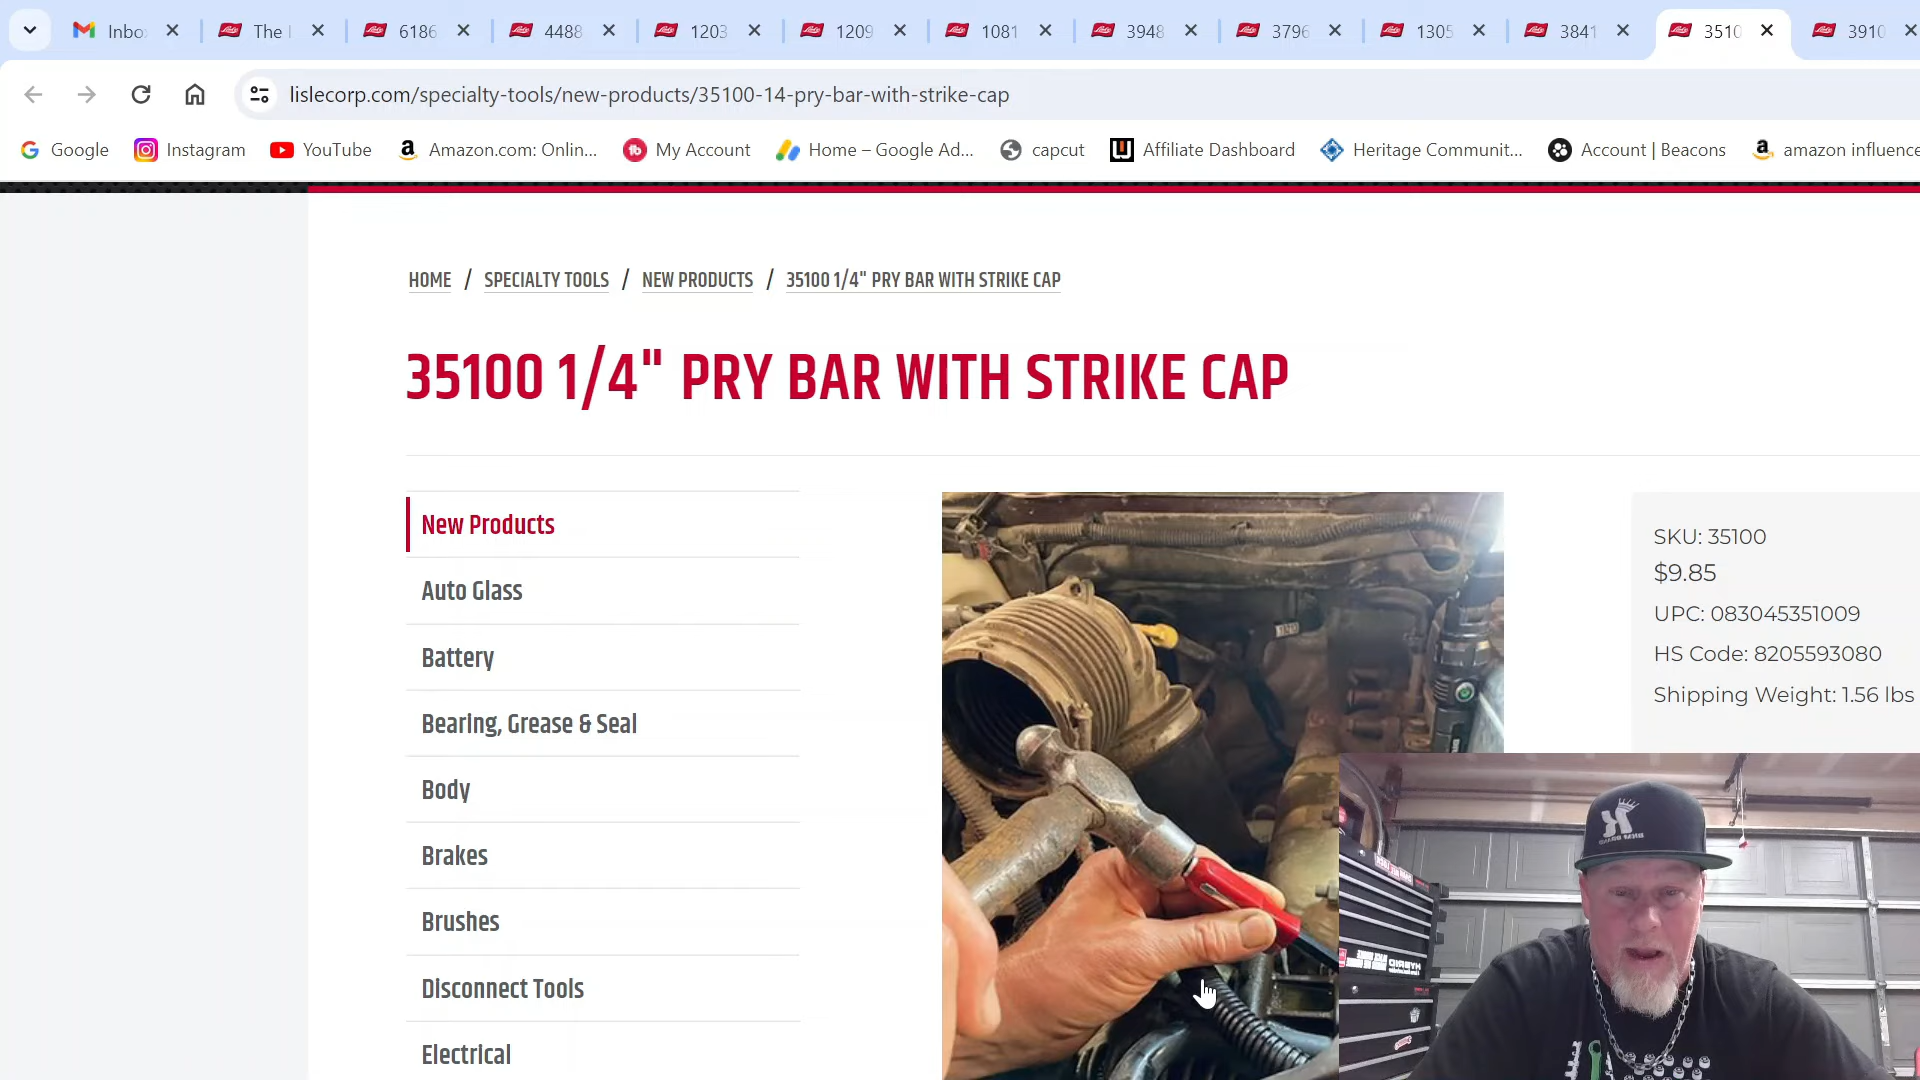 Inbo
The
6186
4488
1203
1209
1081
3948
3796
1305
3841
3510
3910
lislecorp.com/specialty-tools/new-products/35100-14-pry-bar-with-strike-cap
Google
Instagram
YouTube
Amazon.com: Onlin...
My Account
Home – Google Ad...
capcut
Affiliate Dashboard
Heritage Communit...
Account | Beacons
amazon influence
HOME / SPECIALTY TOOLS / NEW PRODUCTS / 35100 1/4" PRY BAR WITH STRIKE CAP
35100 1/4" PRY BAR WITH STRIKE CAP
New Products
Auto Glass
Battery
Bearing, Grease & Seal
Body
Brakes
Brushes
Disconnect Tools
Electrical
SKU: 35100
$9.85
UPC: 083045351009
HS Code: 8205593080
Shipping Weight: 1.56 lbs
HYBRID